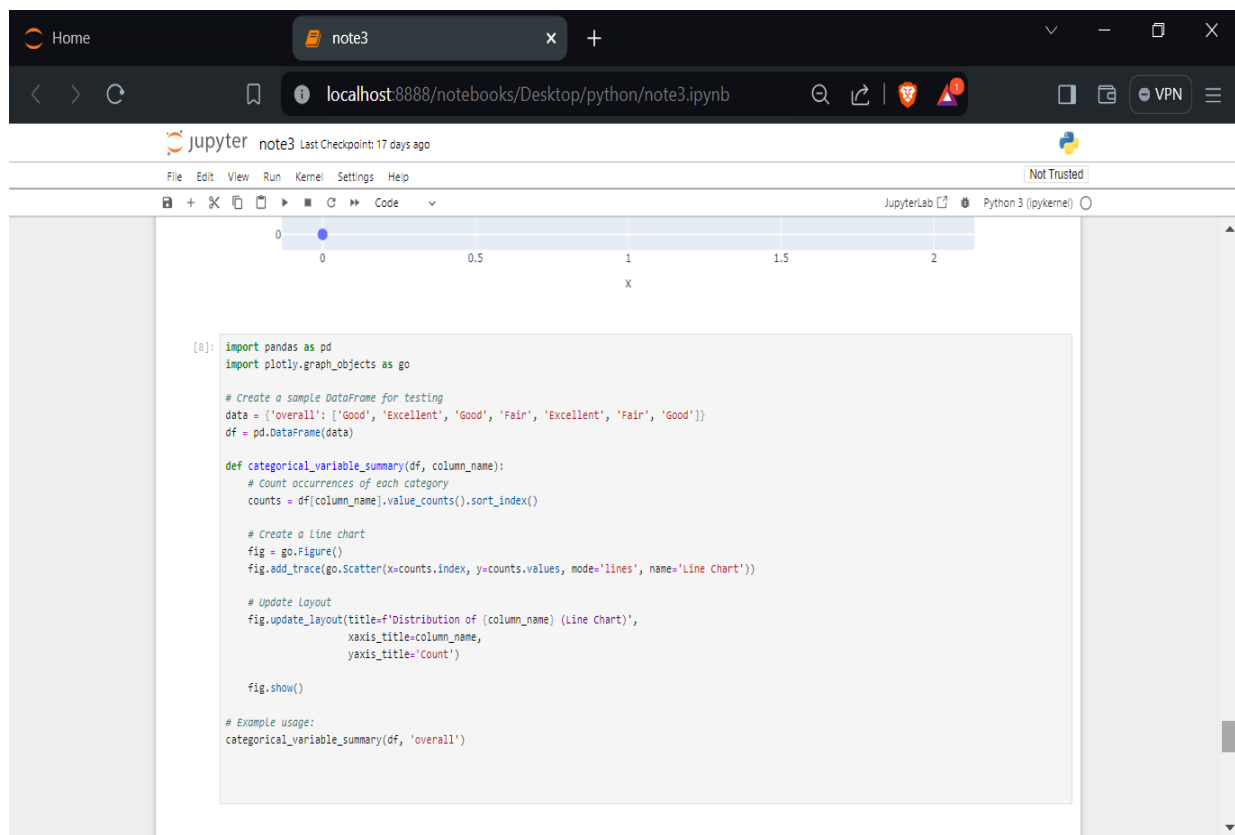 Home
note3
localhost:8888/notebooks/Desktop/python/note3.ipynb
1
VPN
jupyter note3 Last Checkpoint: 17 days ago
File Edit View Run Kernel Settings Help
Not Trusted
Code
JupyterLab
Python 3 (ipykernel)
0
0 0.5 1 1.5 2
x
[8]:
import pandas as pd
import plotly.graph_objects as go
# Create a sample DataFrame for testing
data = {'overall': ['Good', 'Excellent', 'Good', 'Fair', 'Excellent', 'Fair', 'Good']}
df = pd.DataFrame(data)
def categorical_variable_summary(df, column_name):
    # Count occurrences of each category
    counts = df[column_name].value_counts().sort_index()
    # Create a line chart
    fig = go.Figure()
    fig.add_trace(go.Scatter(x=counts.index, y=counts.values, mode='lines', name='Line Chart'))
    # Update layout
    fig.update_layout(title=f'Distribution of {column_name} (Line Chart)',
                      xaxis_title=column_name,
                      yaxis_title='Count')
    fig.show()
# Example usage:
categorical_variable_summary(df, 'overall')